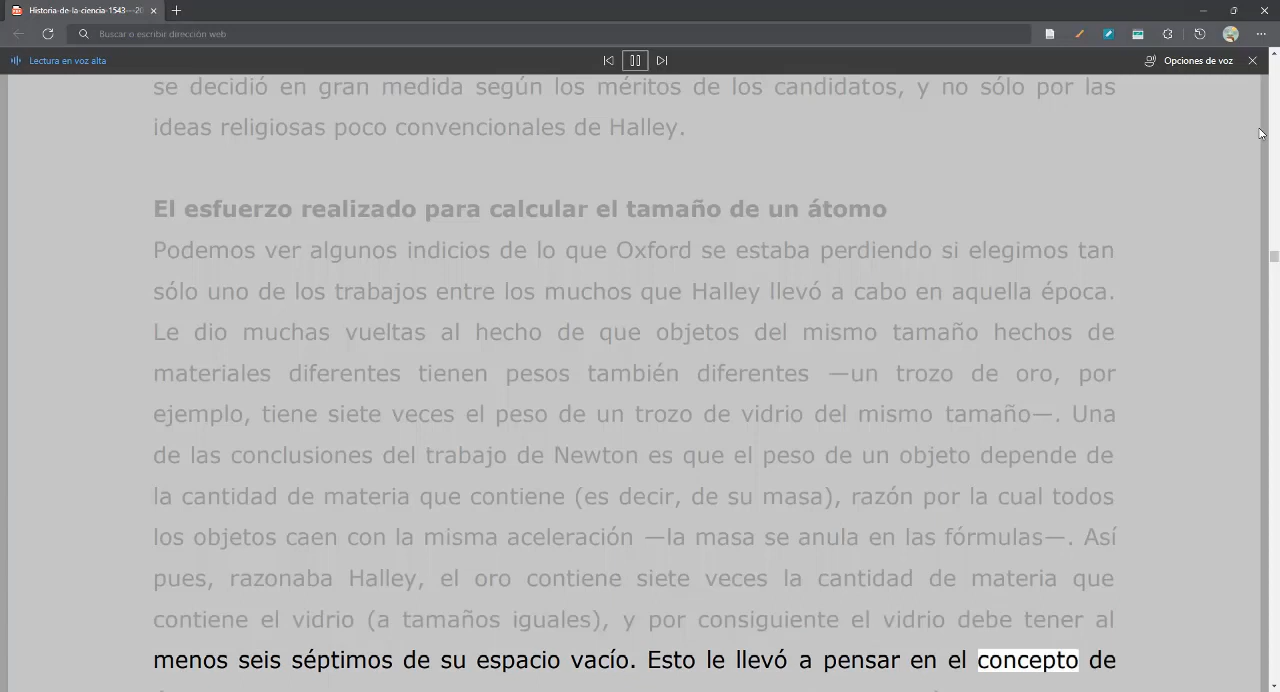 Historia-de-la-ciencia-1543---20
Buscar o escribir dirección web
Lectura en voz alta
Opciones de voz
se decidió en gran medida según los méritos de los candidatos, y no sólo por las
ideas religiosas poco convencionales de Halley.
El esfuerzo realizado para calcular el tamaño de un átomo
Podemos ver algunos indicios de lo que Oxford se estaba perdiendo si elegimos tan
sólo uno de los trabajos entre los muchos que Halley llevó a cabo en aquella época.
Le dio muchas vueltas al hecho de que objetos del mismo tamaño hechos de
materiales diferentes tienen pesos también diferentes —un trozo de oro, por
ejemplo, tiene siete veces el peso de un trozo de vidrio del mismo tamaño—. Una
de las conclusiones del trabajo de Newton es que el peso de un objeto depende de
la cantidad de materia que contiene (es decir, de su masa), razón por la cual todos
los objetos caen con la misma aceleración —la masa se anula en las fórmulas—. Así
pues, razonaba Halley, el oro contiene siete veces la cantidad de materia que
contiene el vidrio (a tamaños iguales), y por consiguiente el vidrio debe tener al
menos seis séptimos de su espacio vacío. Esto le llevó a pensar en el concepto de